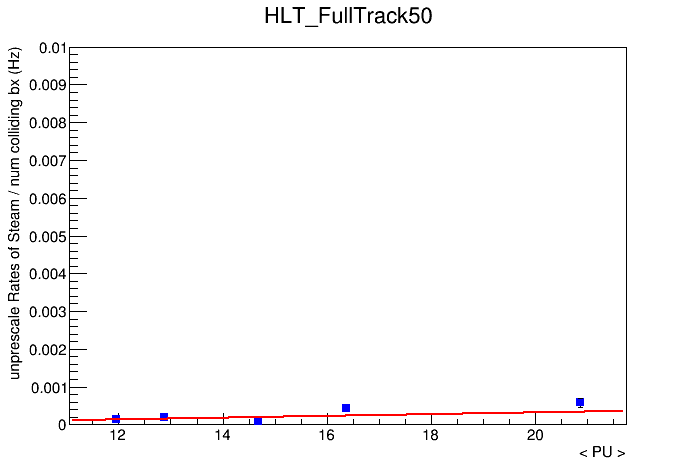 HLT_FullTrack50
unprescale Rates of Steam / num colliding bx (Hz)
0.01
0.009
0.008
0.007
0.006
0.005
0.004
0.003
0.002
0.001
0
12 14 16 18 20
< PU >